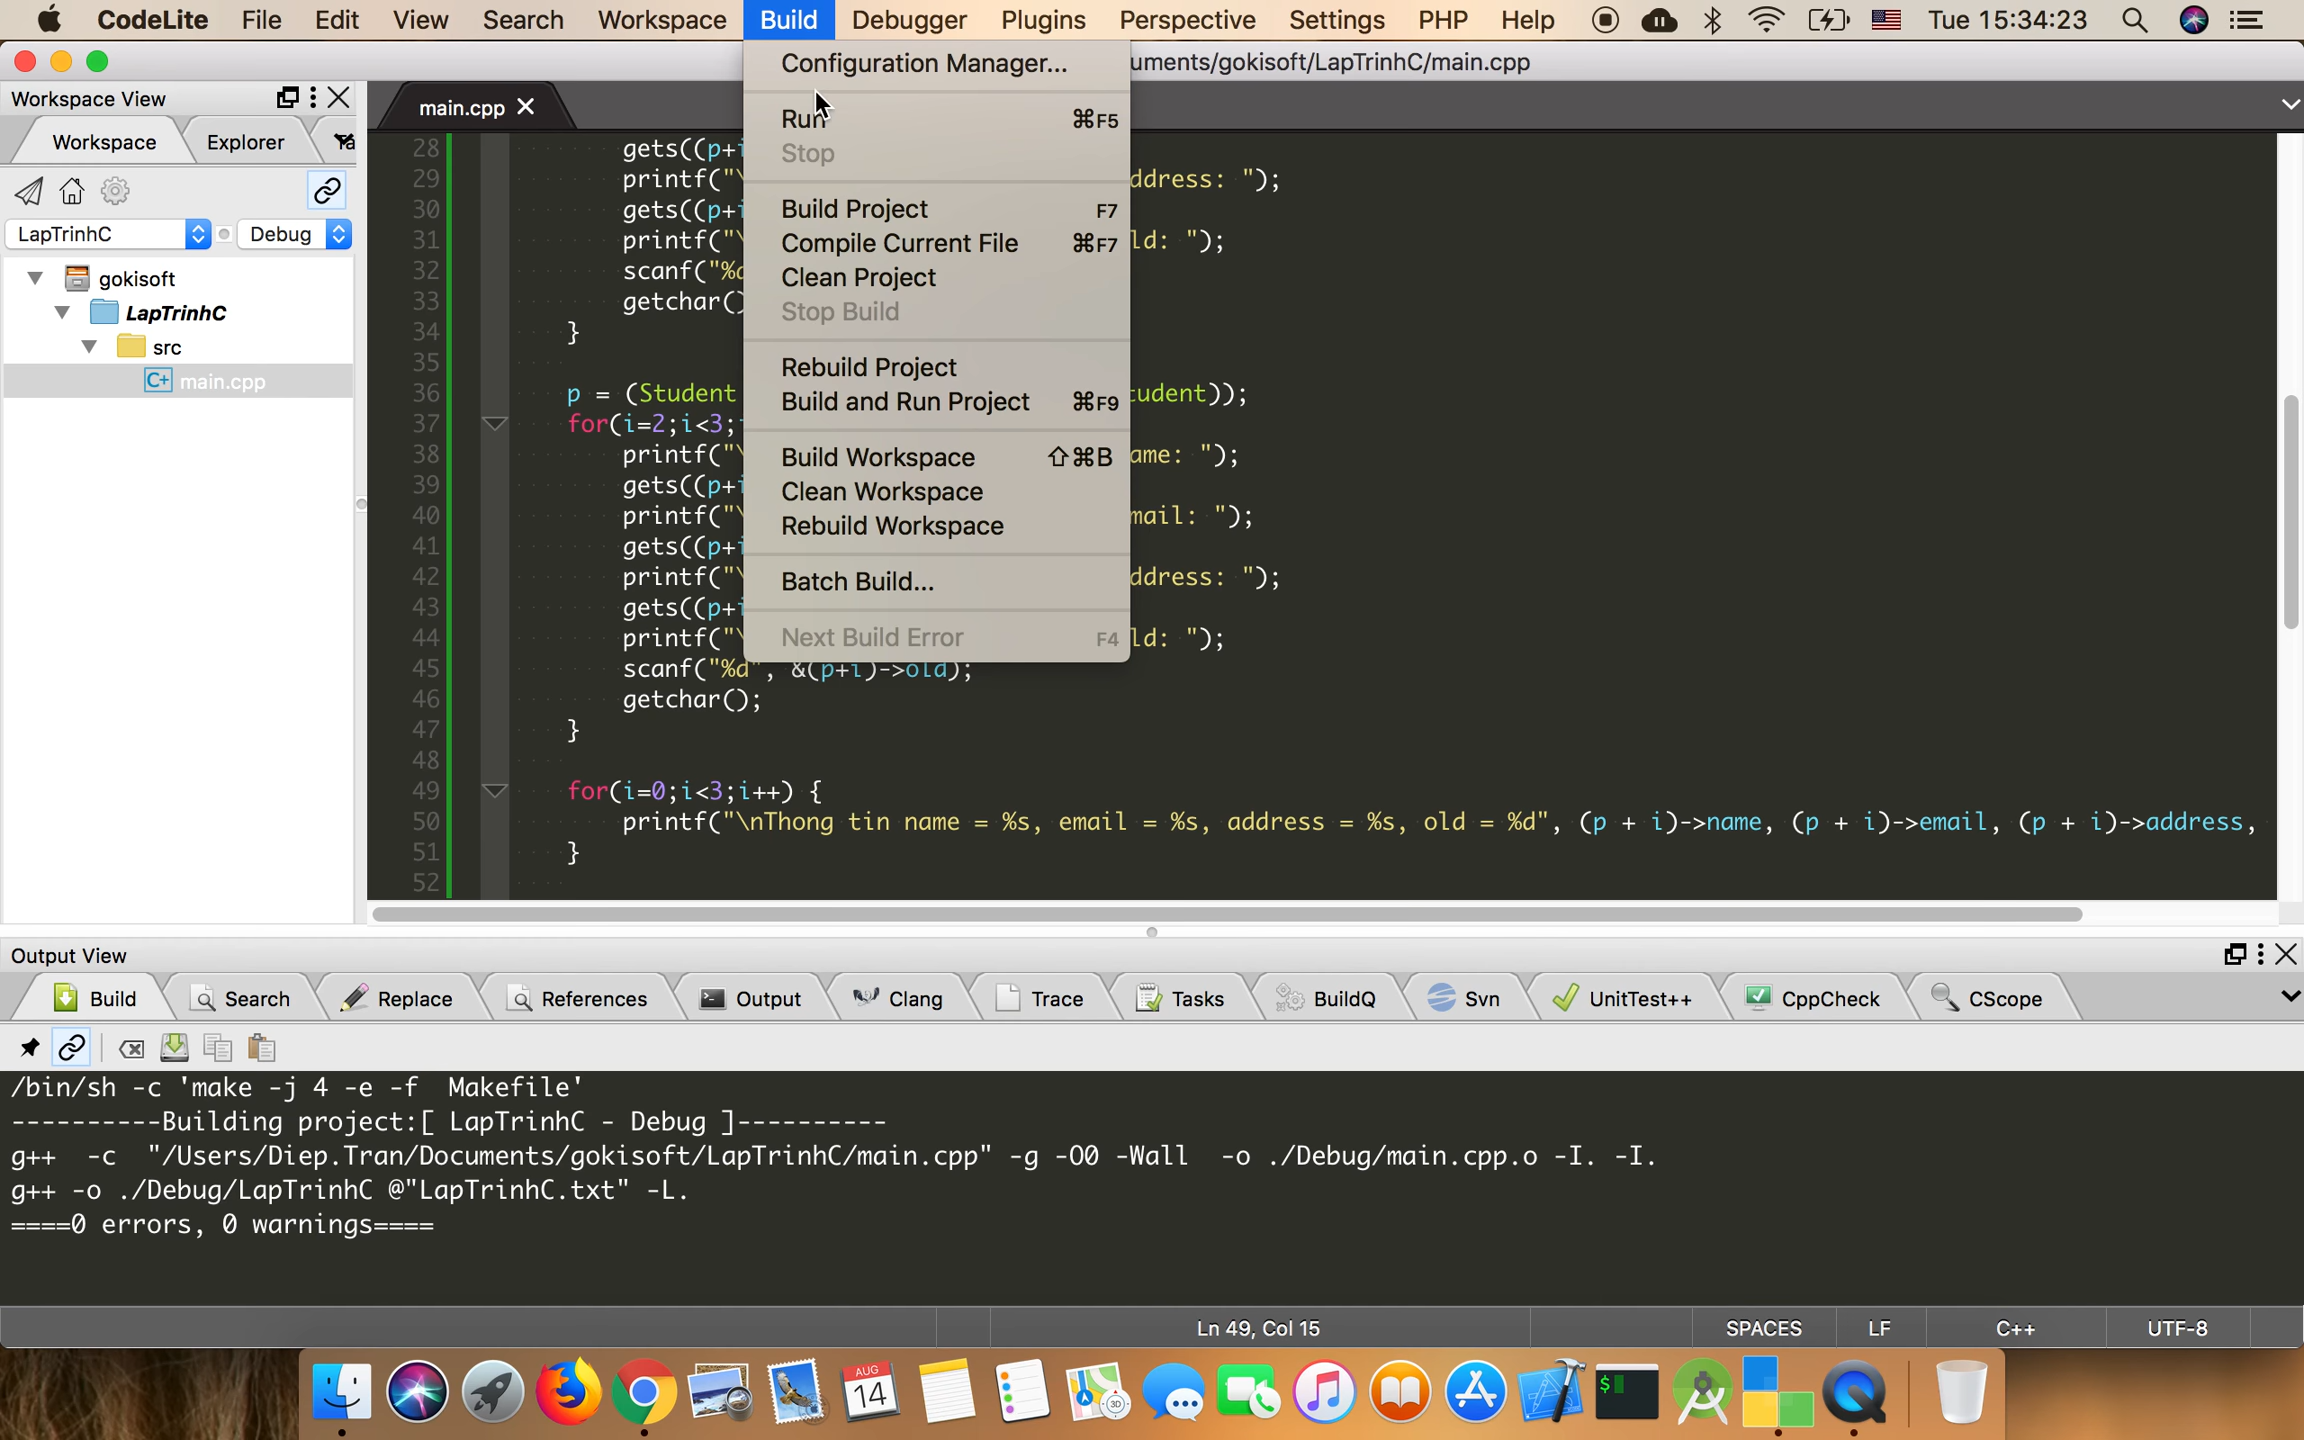 CodeLite File Edit View Search Workspace Build Debugger Plugins Perspective Settings PHP Help Tue 15:34:23
uments/gokisoft/LapTrinhC/main.cpp
Configuration Manager...
Run ⌘F5
Stop
Build Project F7
Compile Current File ⌘F7
Clean Project
Stop Build
Rebuild Project
Build and Run Project ⌘F9
Build Workspace ⇧⌘B
Clean Workspace
Rebuild Workspace
Batch Build...
Next Build Error F4
Workspace View
Workspace Explorer Ta
LapTrinhC Debug
gokisoft
LapTrinhC
src
main.cpp
main.cpp
28 gets((p+i
29 printf("\ ddress: ");
30 gets((p+i
31 printf("\ ld: ");
32 scanf("%d
33 getchar()
34 }
35
36 p = (Student tudent));
37 for(i=2;i<3;i
38 printf("\ ame: ");
39 gets((p+i
40 printf("\ mail: ");
41 gets((p+i
42 printf("\ ddress: ");
43 gets((p+i
44 printf("\ ld: ");
45 scanf("%d", &(p+i)->old);
46 getchar();
47 }
48
49 for(i=0;i<3;i++) {
50 printf("\nThong tin name = %s, email = %s, address = %s, old = %d", (p + i)->name, (p + i)->email, (p + i)->address,
51 }
52
Output View
Build Search Replace References Output Clang Trace Tasks BuildQ Svn UnitTest++ CppCheck CScope
/bin/sh -c 'make -j 4 -e -f  Makefile'
----------Building project:[ LapTrinhC - Debug ]----------
g++  -c  "/Users/Diep.Tran/Documents/gokisoft/LapTrinhC/main.cpp" -g -O0 -Wall  -o ./Debug/main.cpp.o -I. -I.
g++ -o ./Debug/LapTrinhC @"LapTrinhC.txt" -L.
====0 errors, 0 warnings====
Ln 49, Col 15 SPACES LF C++ UTF-8
AUG
14
3D
$